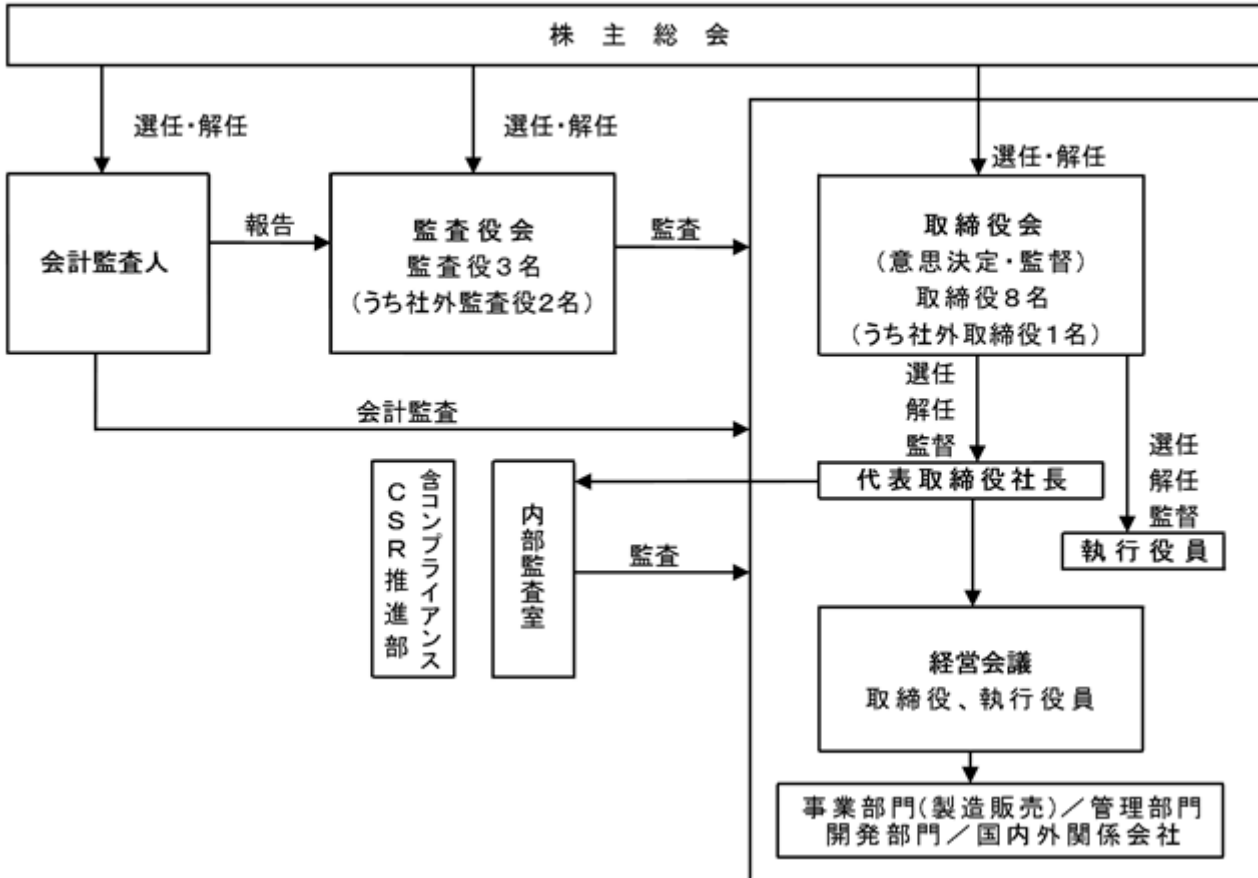 株主総会
選任・解任
選任・解任
選任・解任
会計監査人
報告
監査役会
監査役3名
(うち社外監査役2名)
監査
取締役会
(意思決定・監督)
取締役8名
(うち社外取締役1名)
会計監査
選任
解任
監督
選任
解任
監督
代表取締役社長
執行役員
含コンプライアンス
CSR推進部
内部監査室
監査
経営会議
取締役、執行役員
事業部門(製造販売)/管理部門
開発部門/国内外関係会社